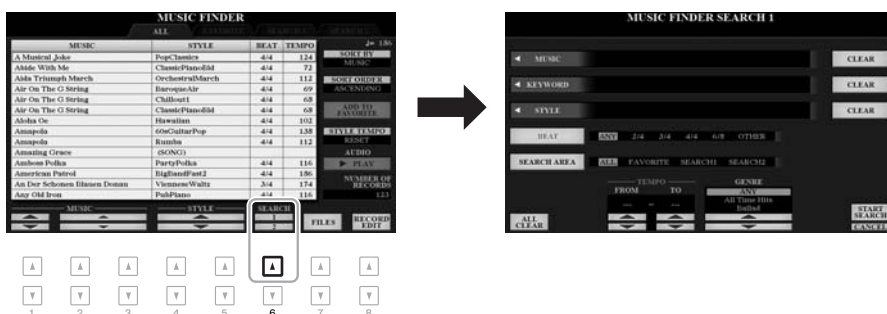 MUSIC FINDER
ALL FAVORITE SEARCH 1 SEARCH 2
MUSIC STYLE BEAT TEMPO
A Musical Joke PopClassics 4/4 124
Abide With Me ClassicPianoBld 4/4 72
Aida Triumph March OrchestralMarch 4/4 112
Air On The G String BaroqueAir 4/4 69
Air On The G String Chillout1 4/4 68
Air On The G String ClassicPianoBld 4/4 68
Aloha Oe Hawaiian 4/4 102
Amapola 60sGuitarPop 4/4 138
Amapola Rumba 4/4 112
Amazing Grace (SONG)
Amboss Polka PartyPolka 4/4 116
American Patrol BigBandFast2 4/4 186
An Der Schonen Blauen Donau VienneseWaltz 3/4 174
Any Old Iron PubPiano 4/4 116
♩= 186
SORT BY
MUSIC
SORT ORDER
ASCENDING
ADD TO
FAVORITE
STYLE TEMPO
RESET
AUDIO
▶ PLAY
NUMBER OF
RECORDS
123
MUSIC STYLE SEARCH
1
2
FILES
RECORD
EDIT
1 2 3 4 5 6 7 8
MUSIC FINDER SEARCH 1
MUSIC CLEAR
KEYWORD CLEAR
STYLE CLEAR
BEAT ANY 2/4 3/4 4/4 6/8 OTHER
SEARCH AREA ALL FAVORITE SEARCH1 SEARCH2
TEMPO
FROM TO
--- - ---
GENRE
ANY
All Time Hits
Ballad
ALL
CLEAR
START
SEARCH
CANCEL